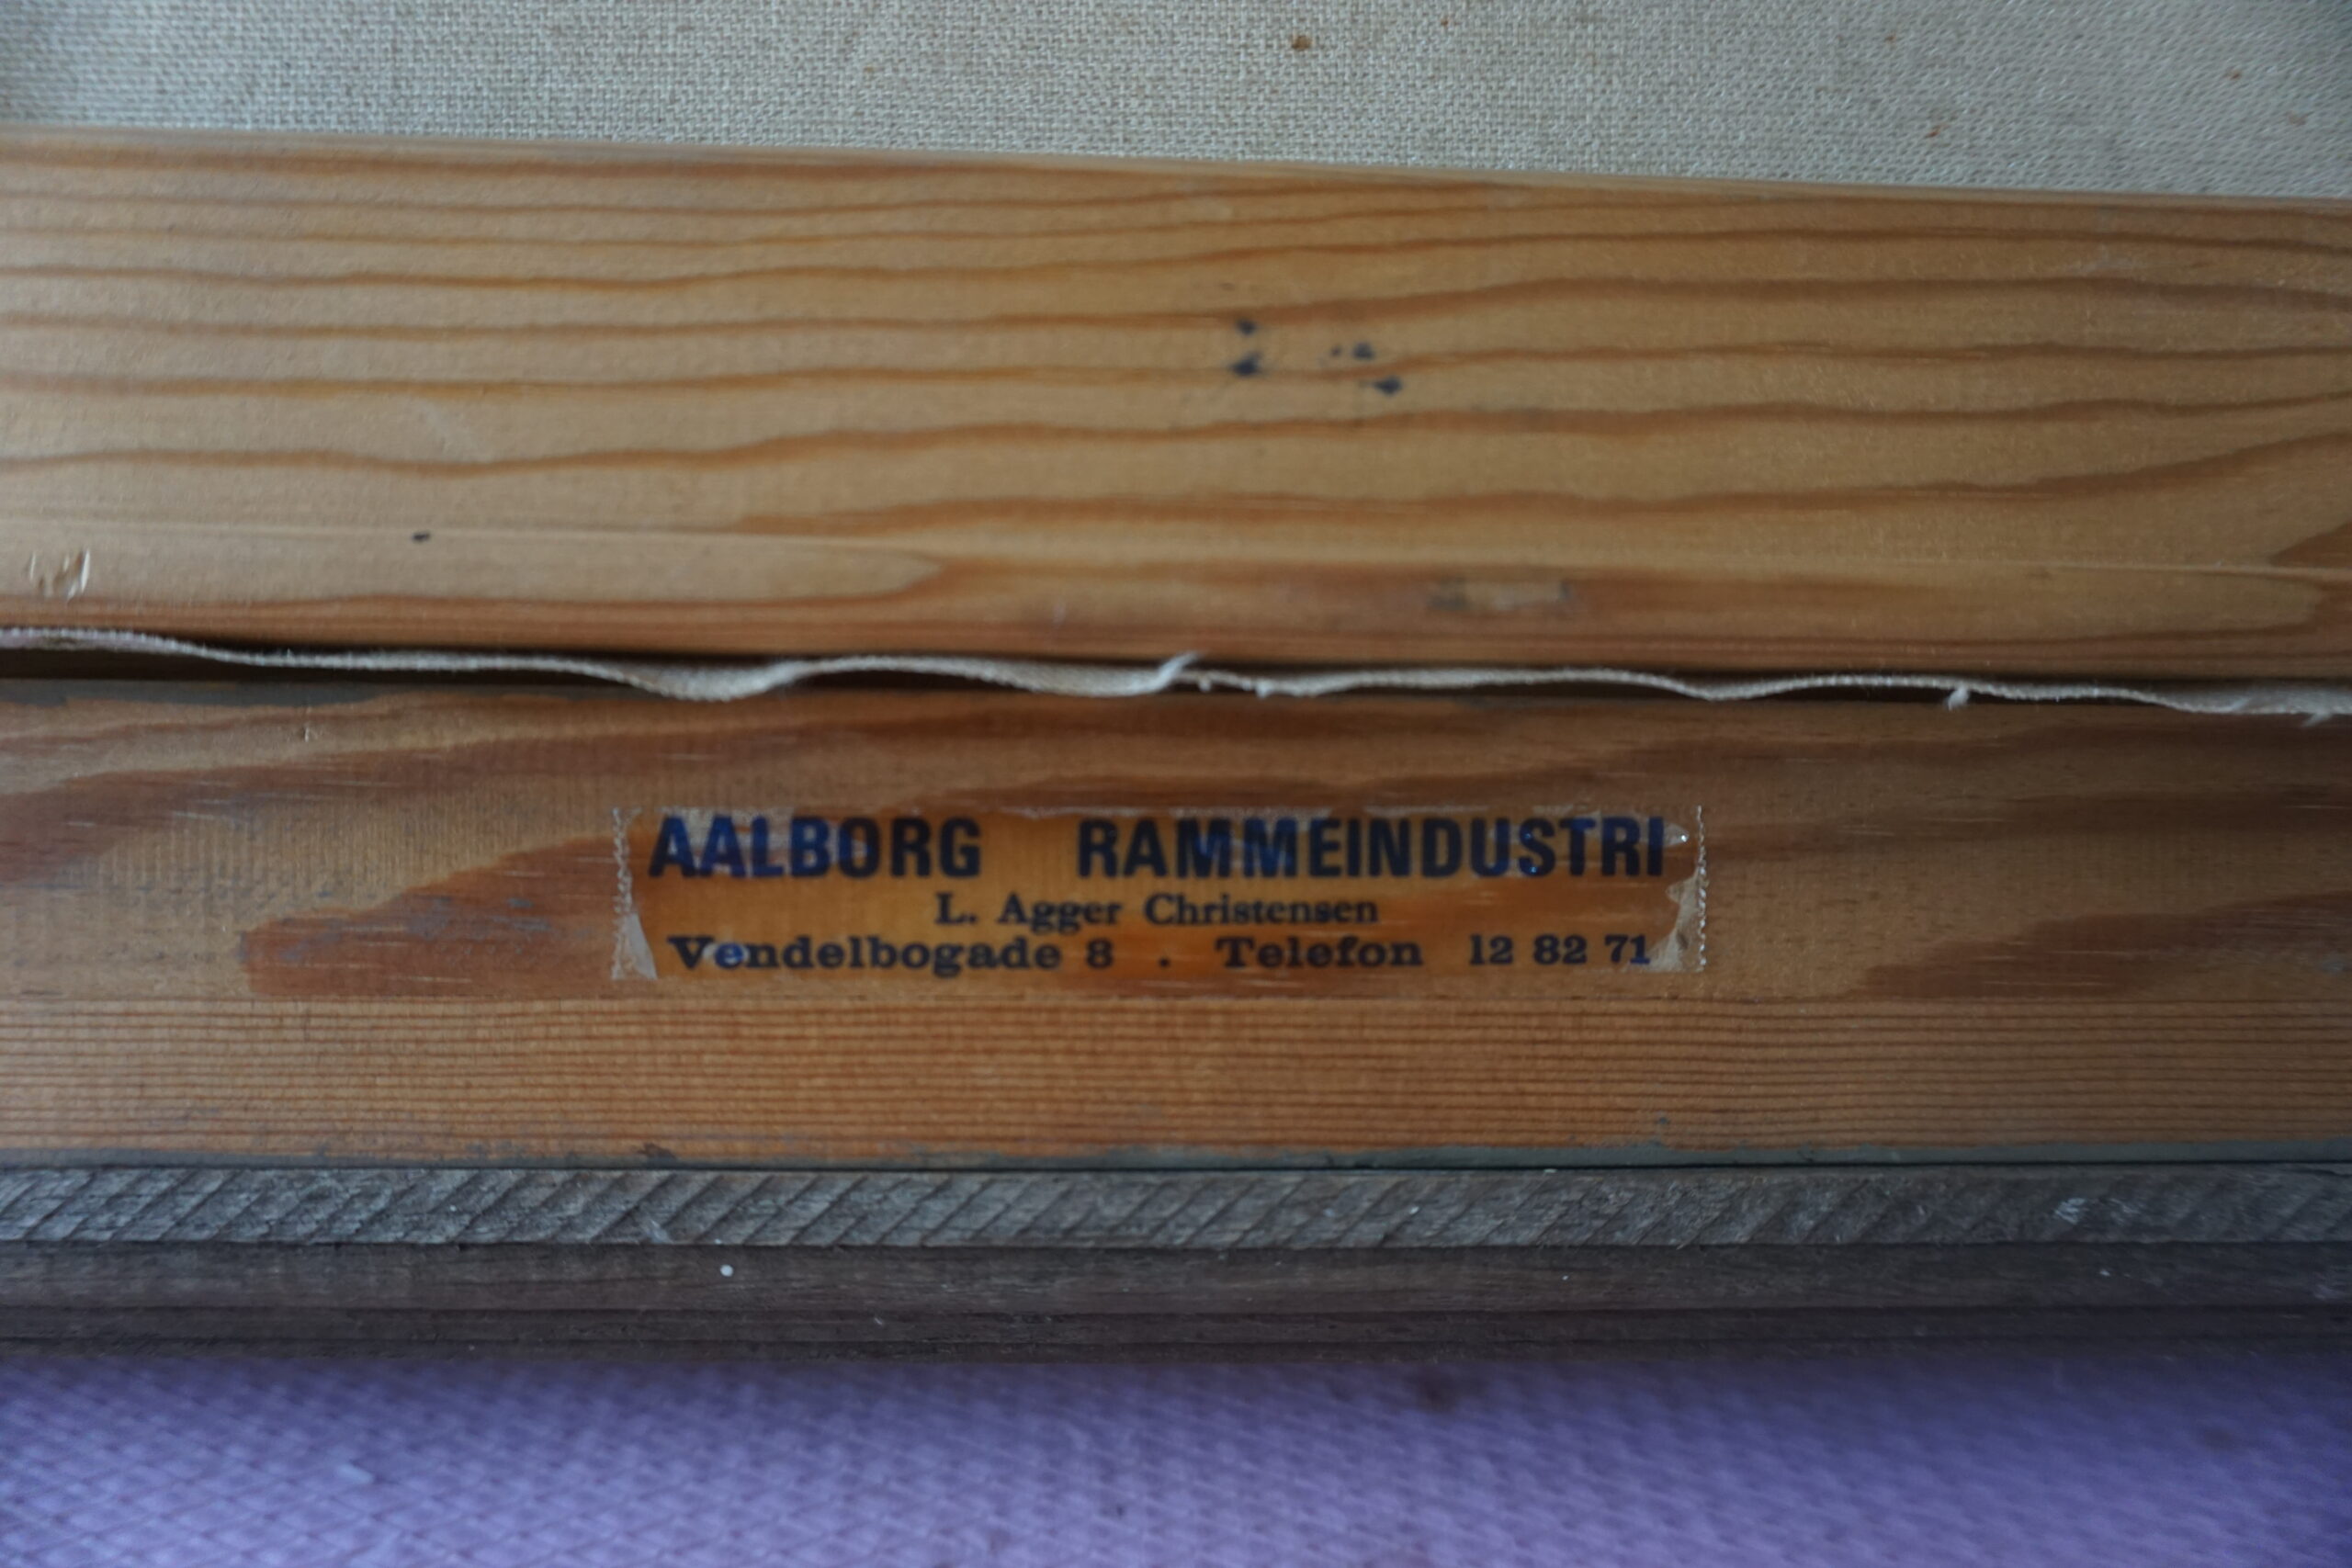 AALBORG RAMMEINDUSTRI
L. Agger Christensen
Vendelbogade 8 . Telefon 12 82 71